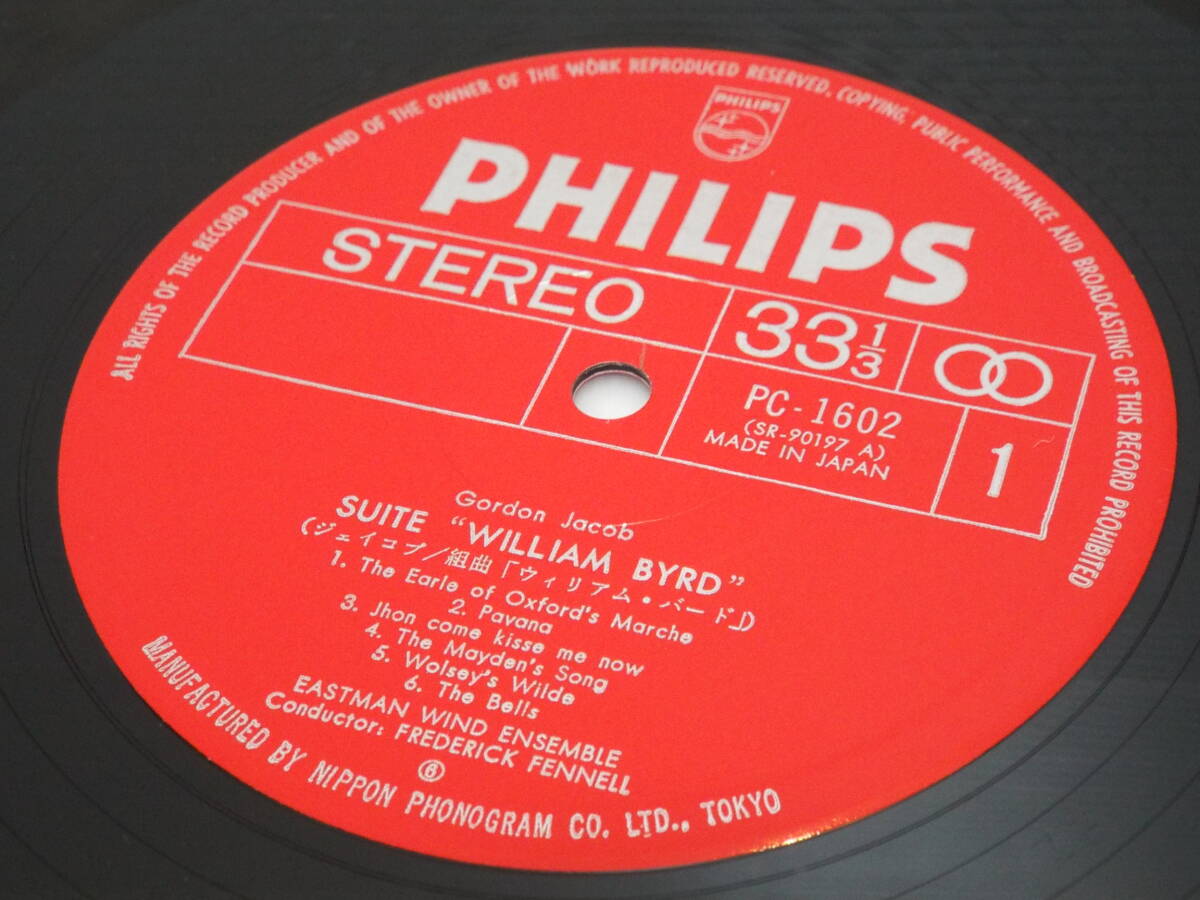 ALL RIGHTS OF THE RECORD PRODUCER AND OF THE OWNER OF THE WORK REPRODUCED RESERVED. COPYING, PUBLIC PERFORMANCE AND BROADCASTING OF THIS RECORD PROHIBITED
PHILIPS
PHILIPS
STEREO
33 1/3
PC-1602
(SR-90197 A)
MADE IN JAPAN
1
Gordon Jacob
SUITE "WILLIAM BYRD"
(ジェイコブ/組曲「ウィリアム・バード」)
1. The Earle of Oxford's Marche
2. Pavana
3. Jhon come kisse me now
4. The Mayden's Song
5. Wolsey's Wilde
6. The Bells
EASTMAN WIND ENSEMBLE
Conductor: FREDERICK FENNELL
MANUFACTURED BY NIPPON PHONOGRAM CO. LTD., TOKYO